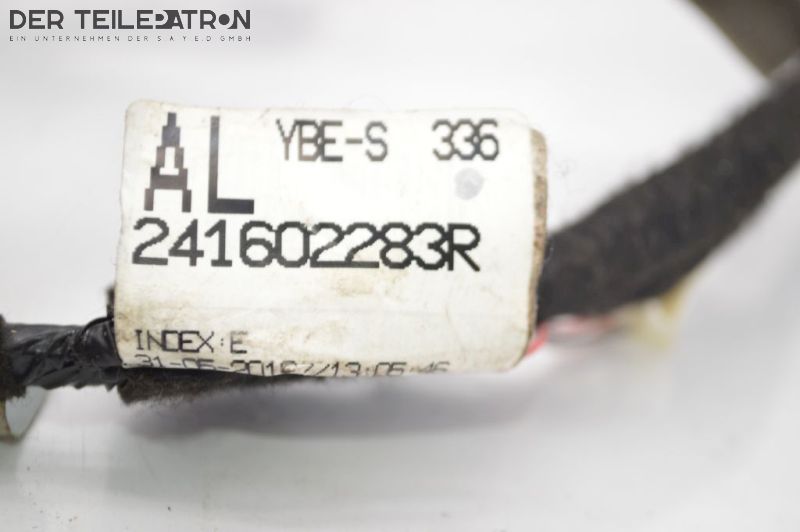 DER TEILEPATRON
EIN UNTERNEHMEN DER S A Y E.D GMBH
AL YBE-S 336
241602283R
INDEX:E